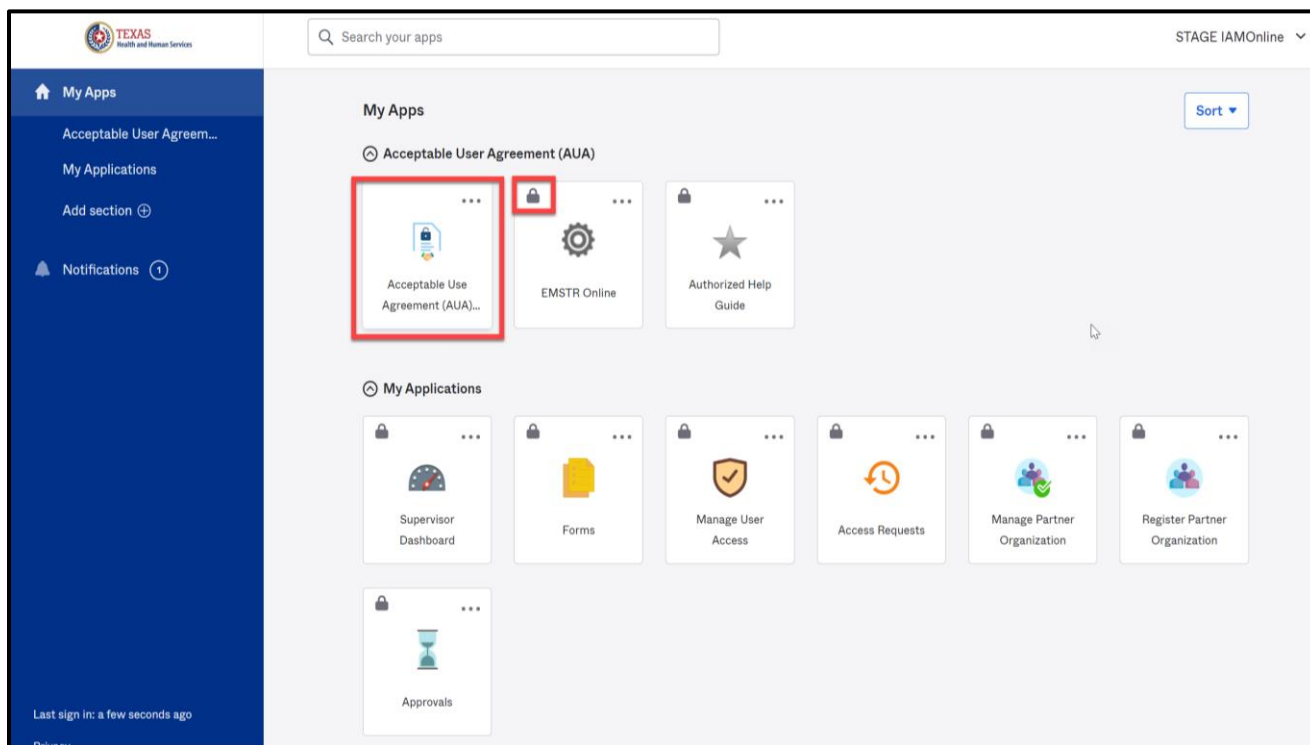 TEXAS
Health and Human Services
Search your apps
STAGE IAMOnline
My Apps
Acceptable User Agreem...
My Applications
Add section
Notifications 1
Last sign in: a few seconds ago
Privacy
My Apps
Sort
Acceptable User Agreement (AUA)
Acceptable Use
Agreement (AUA)...
EMSTR Online
Authorized Help
Guide
My Applications
Supervisor
Dashboard
Forms
Manage User
Access
Access Requests
Manage Partner
Organization
Register Partner
Organization
Approvals